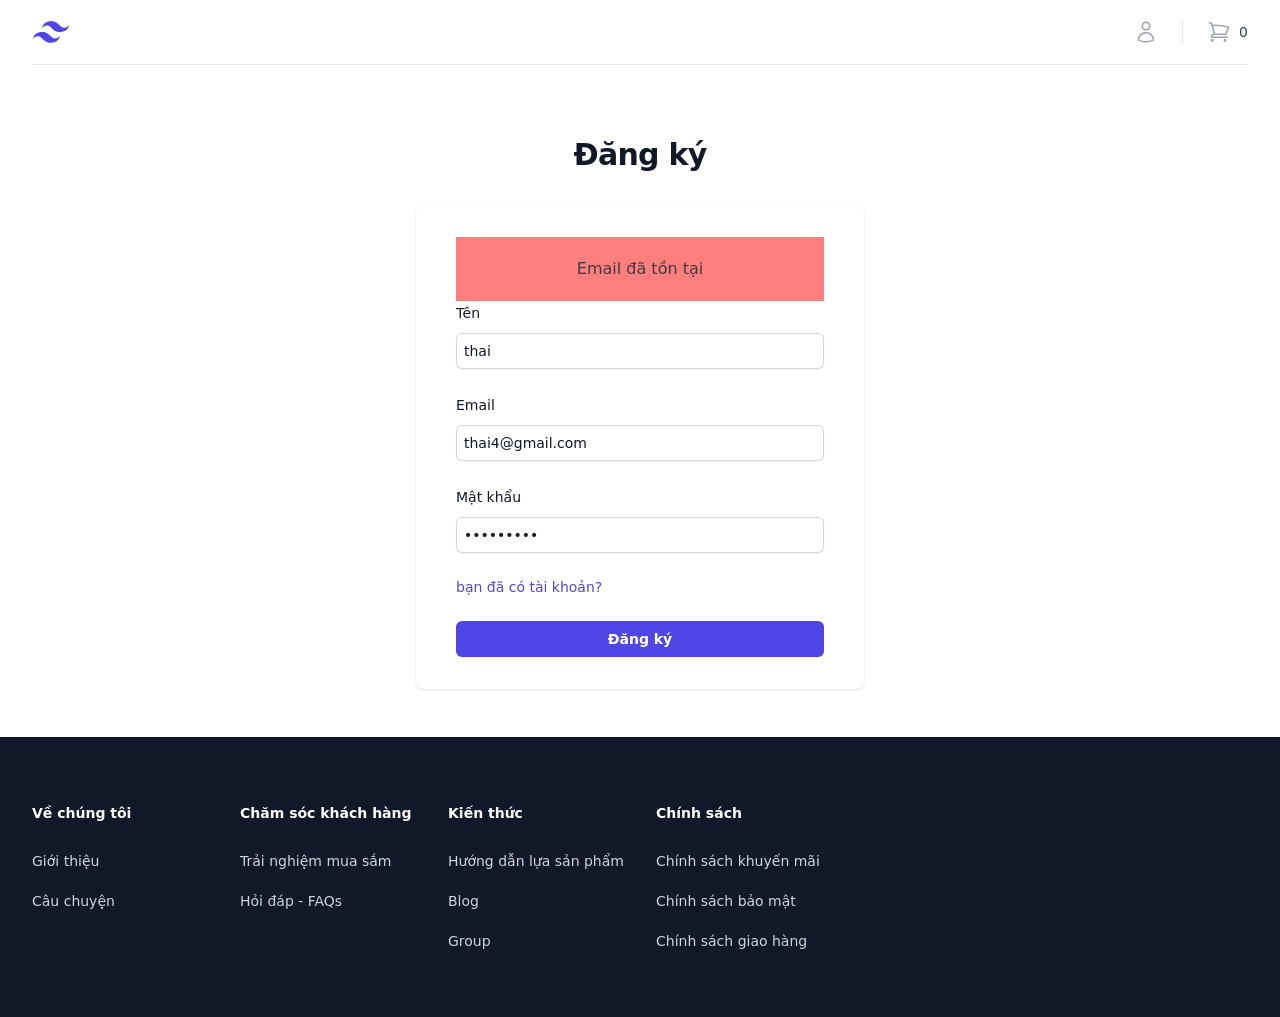 0
Đăng ký
Email đã tồn tại
Tên
thai
Email
thai4@gmail.com
Mật khẩu
•••••••••
bạn đã có tài khoản?
Đăng ký
Về chúng tôi
Giới thiệu
Câu chuyện
Chăm sóc khách hàng
Trải nghiệm mua sắm
Hỏi đáp - FAQs
Kiến thức
Hướng dẫn lựa sản phẩm
Blog
Group
Chính sách
Chính sách khuyến mãi
Chính sách bảo mật
Chính sách giao hàng